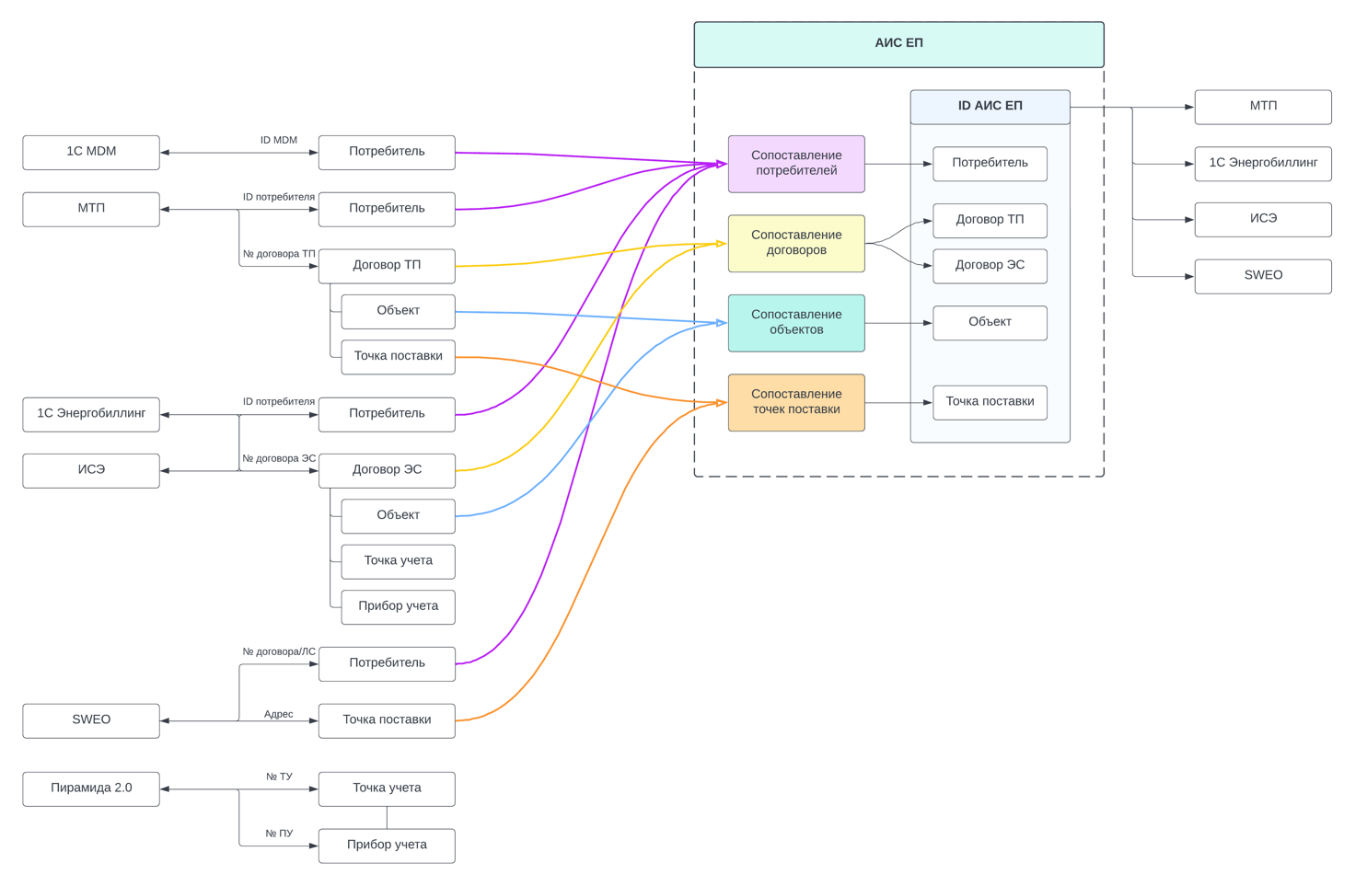 АИС ЕП
ID АИС ЕП
МТП
1С MDM
ID MDM
Потребитель
Сопоставление
потребителей
Потребитель
1С Энергобиллинг
МТП
ID потребителя
Потребитель
Договор ТП
ИСЭ
Сопоставление
договоров
№ договора ТП
Договор ТП
Договор ЭС
SWEO
Объект
Сопоставление
объектов
Объект
Точка поставки
1С Энергобиллинг
ID потребителя
Потребитель
Сопоставление
точек поставки
Точка поставки
ИСЭ
№ договора ЭС
Договор ЭС
Объект
Точка учета
Прибор учета
№ договора/ЛС
Потребитель
SWEO
Адрес
Точка поставки
Пирамида 2.0
№ ТУ
Точка учета
№ ПУ
Прибор учета